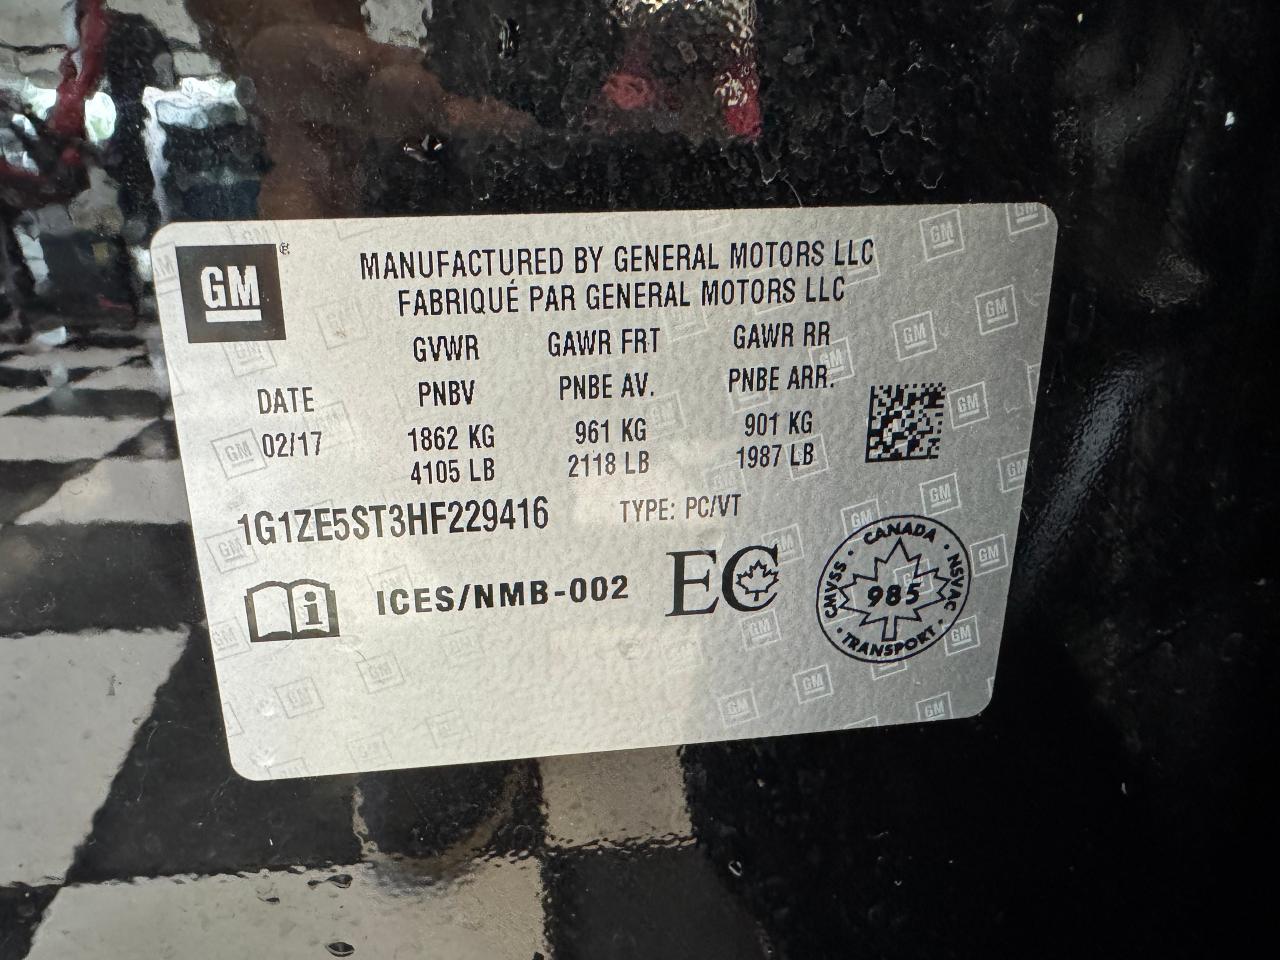 GM ®
MANUFACTURED BY GENERAL MOTORS LLC
FABRIQUÉ PAR GENERAL MOTORS LLC
GVWR GAWR FRT GAWR RR
DATE PNBV PNBE AV. PNBE ARR.
02/17 1862 KG 961 KG 901 KG
4105 LB 2118 LB 1987 LB
1G1ZE5ST3HF229416 TYPE: PC/VT
i ICES/NMB-002 EC
CANADA
CMVSS 985 NSVAC
TRANSPORT